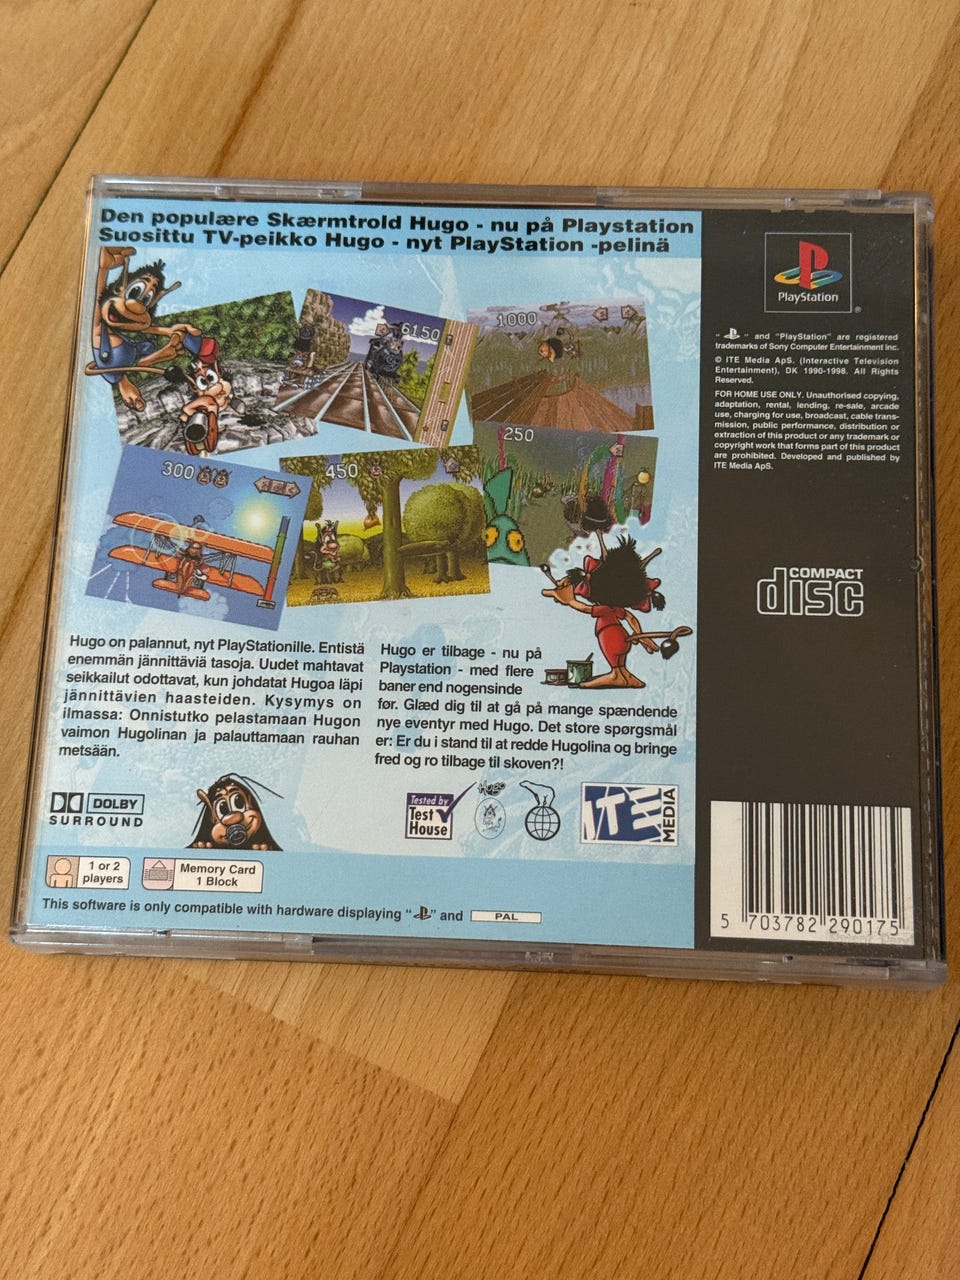 Den populære Skærmtrold Hugo - nu på Playstation
Suosittu TV-peikko Hugo - nyt PlayStation -pelinä
6150
1000
300
450
250
Hugo on palannut, nyt PlayStationille. Entistä
enemmän jännittäviä tasoja. Uudet mahtavat
seikkailut odottavat, kun johdatat Hugoa läpi
jännittävien haasteiden. Kysymys on
ilmassa: Onnistutko pelastamaan Hugon
vaimon Hugolinan ja palauttamaan rauhan
metsään.
Hugo er tilbage - nu på
Playstation - med flere
baner end nogensinde
før. Glæd dig til at gå på mange spændende
nye eventyr med Hugo. Det store spørgsmål
er: Er du i stand til at redde Hugolina og bringe
fred og ro tilbage til skoven?!
DOLBY
SURROUND
Tested by
Test
House
HUGO
ITE
MEDIA
1 or 2
players
Memory Card
1 Block
This software is only compatible with hardware displaying " " and PAL
PlayStation®
" " and "PlayStation" are registered
trademarks of Sony Computer Entertainment Inc.
© ITE Media ApS. (Interactive Television
Entertainment), DK 1990-1998. All Rights
Reserved.
FOR HOME USE ONLY. Unauthorised copying,
adaptation, rental, lending, re-sale, arcade
use, charging for use, broadcast, cable trans-
mission, public performance, distribution or
extraction of this product or any trademark or
copyright work that forms part of this product
are prohibited. Developed and published by
ITE Media ApS.
COMPACT
disc
5 703782 290175